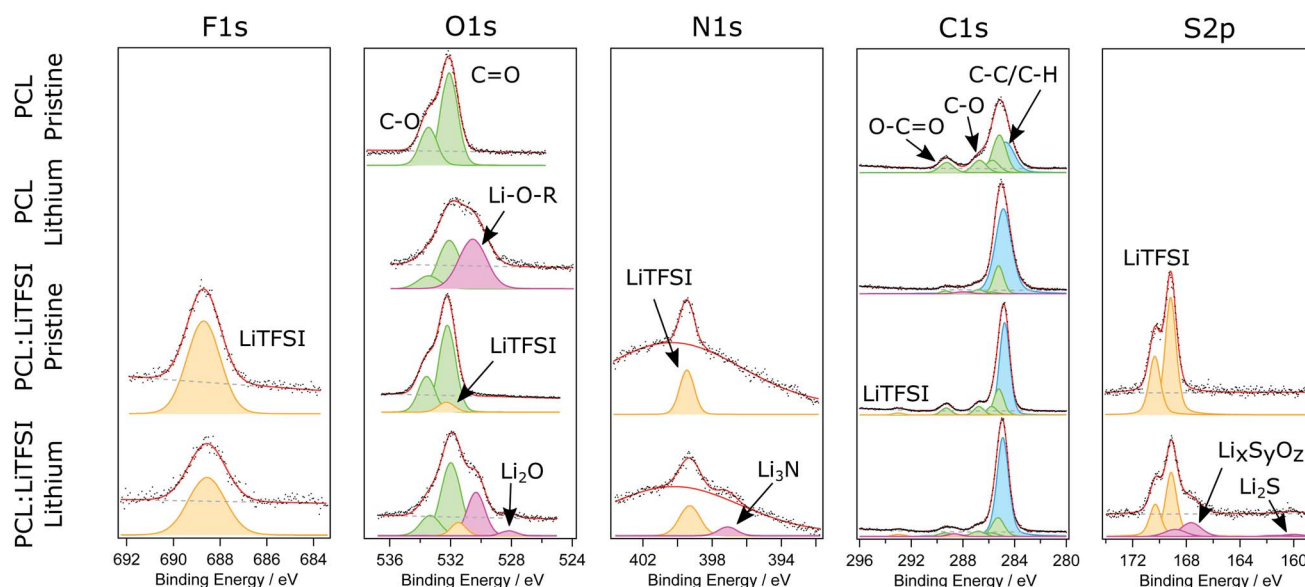 F1s O1s N1s C1s S2p
PCL
Pristine
C=O
C-O
C-C/C-H
C-O
O-C=O
PCL
Lithium
Li-O-R
PCL:LiTFSI
Pristine
LiTFSI
LiTFSI
LiTFSI
LiTFSI
LiTFSI
PCL:LiTFSI
Lithium
Li₂O
Li₃N
LiₓSᵧO_z
Li₂S
692 690 688 686 684
536 532 528 524
402 398 394
296 292 288 284 280
172 168 164 160
Binding Energy / eV Binding Energy / eV Binding Energy / eV Binding Energy / eV Binding Energy / eV